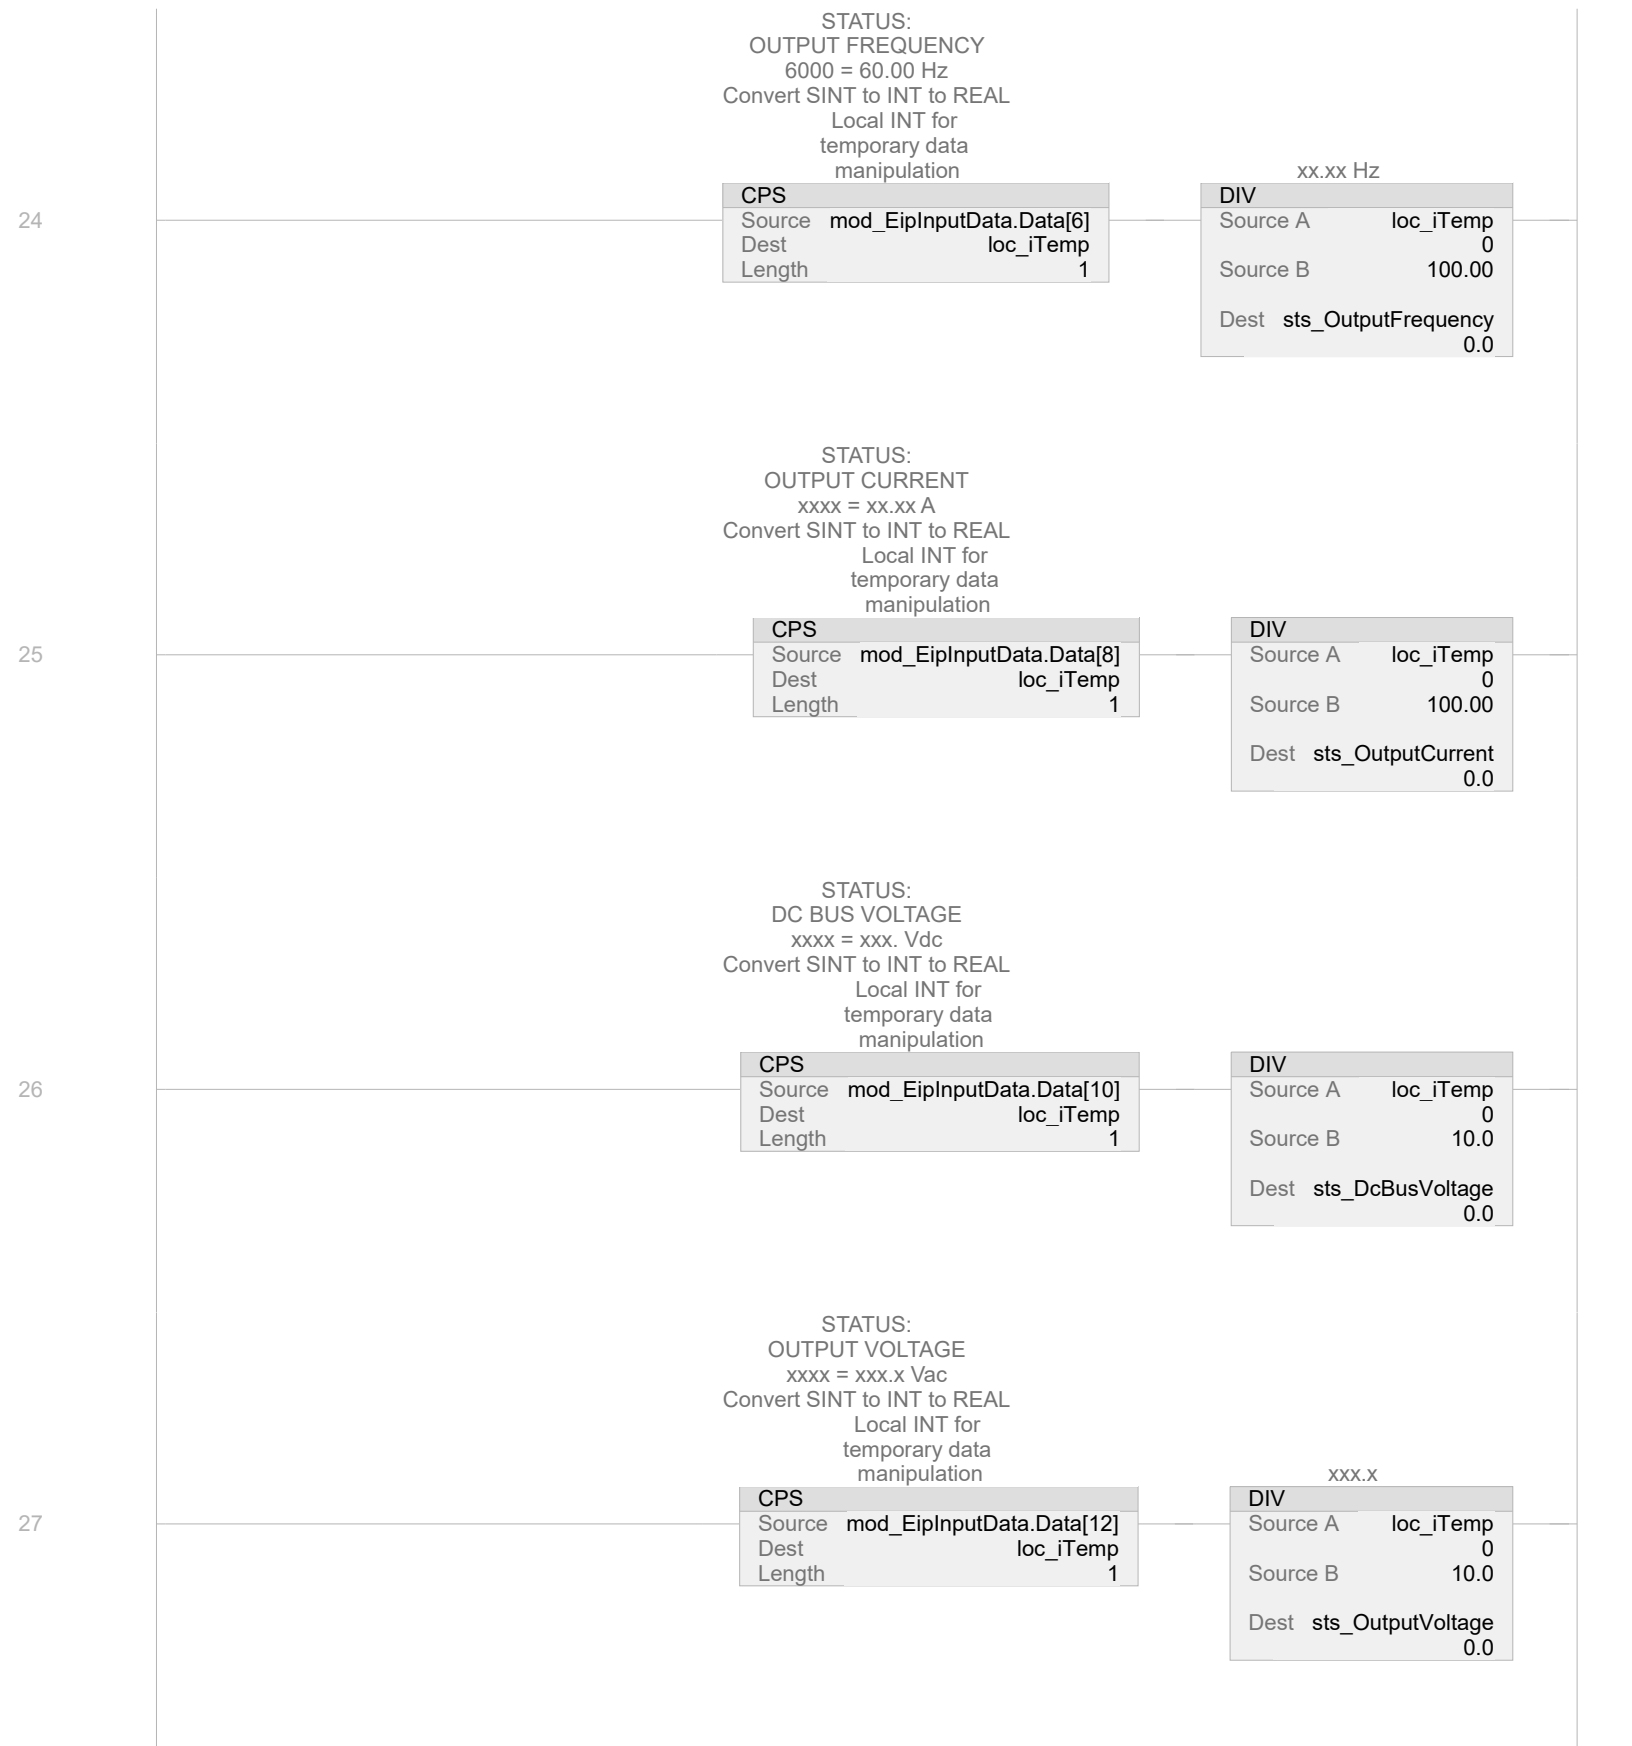 STATUS:
OUTPUT FREQUENCY
6000 = 60.00 Hz
Convert SINT to INT to REAL
Local INT for
temporary data
manipulation
xx.xx Hz
CPS
DIV
24
Source mod_EipInputData.Data[6]
Source A loc_iTemp
Dest loc_iTemp
0
Length 1
Source B 100.00
Dest sts_OutputFrequency
0.0
STATUS:
OUTPUT CURRENT
xxxx = xx.xx A
Convert SINT to INT to REAL
Local INT for
temporary data
manipulation
CPS
DIV
25
Source mod_EipInputData.Data[8]
Source A loc_iTemp
Dest loc_iTemp
0
Length 1
Source B 100.00
Dest sts_OutputCurrent
0.0
STATUS:
DC BUS VOLTAGE
xxxx = xxx. Vdc
Convert SINT to INT to REAL
Local INT for
temporary data
manipulation
CPS
DIV
26
Source mod_EipInputData.Data[10]
Source A loc_iTemp
Dest loc_iTemp
0
Length 1
Source B 10.0
Dest sts_DcBusVoltage
0.0
STATUS:
OUTPUT VOLTAGE
xxxx = xxx.x Vac
Convert SINT to INT to REAL
Local INT for
temporary data
manipulation
xxx.x
CPS
DIV
27
Source mod_EipInputData.Data[12]
Source A loc_iTemp
Dest loc_iTemp
0
Length 1
Source B 10.0
Dest sts_OutputVoltage
0.0